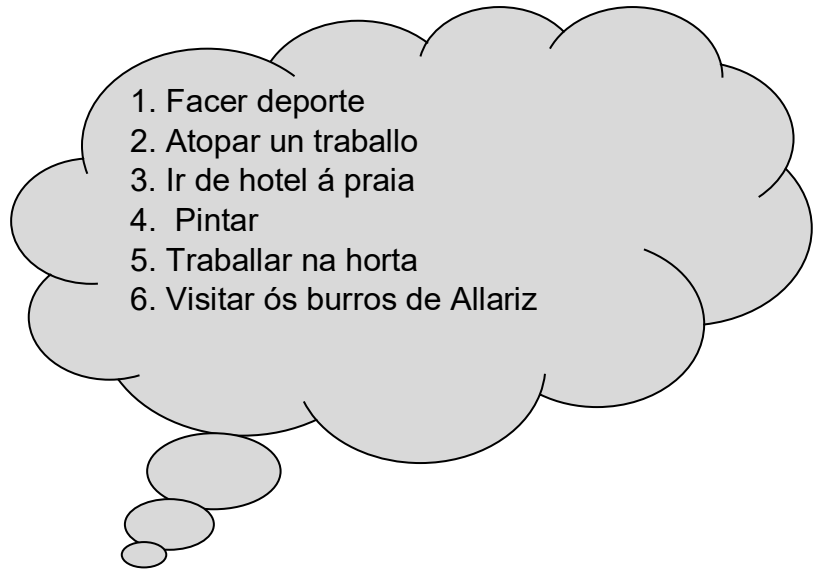 1. Facer deporte
2. Atopar un traballo
3. Ir de hotel á praia
4. Pintar
5. Traballar na horta
6. Visitar ós burros de Allariz